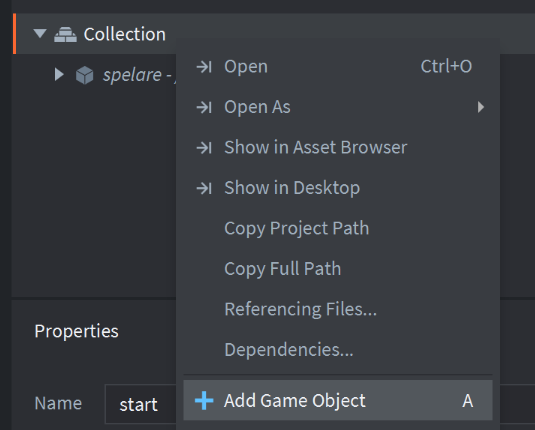 Collection
spelare -
Open Ctrl+O
Open As
Show in Asset Browser
Show in Desktop
Copy Project Path
Copy Full Path
Referencing Files...
Dependencies...
Properties
Add Game Object A
Name start